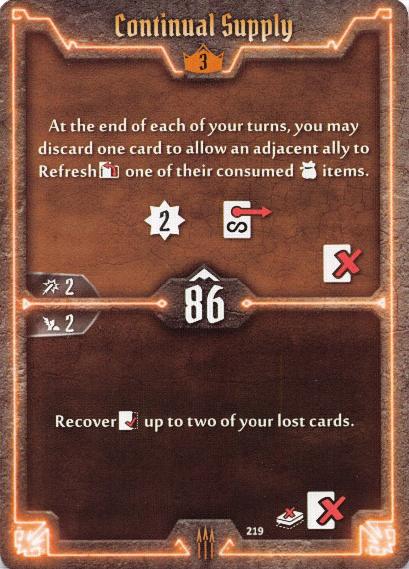 Continual Supply
3
At the end of each of your turns, you may
discard one card to allow an adjacent ally to
Refresh one of their consumed items.
2 S
2
86
2
Recover up to two of your lost cards.
219